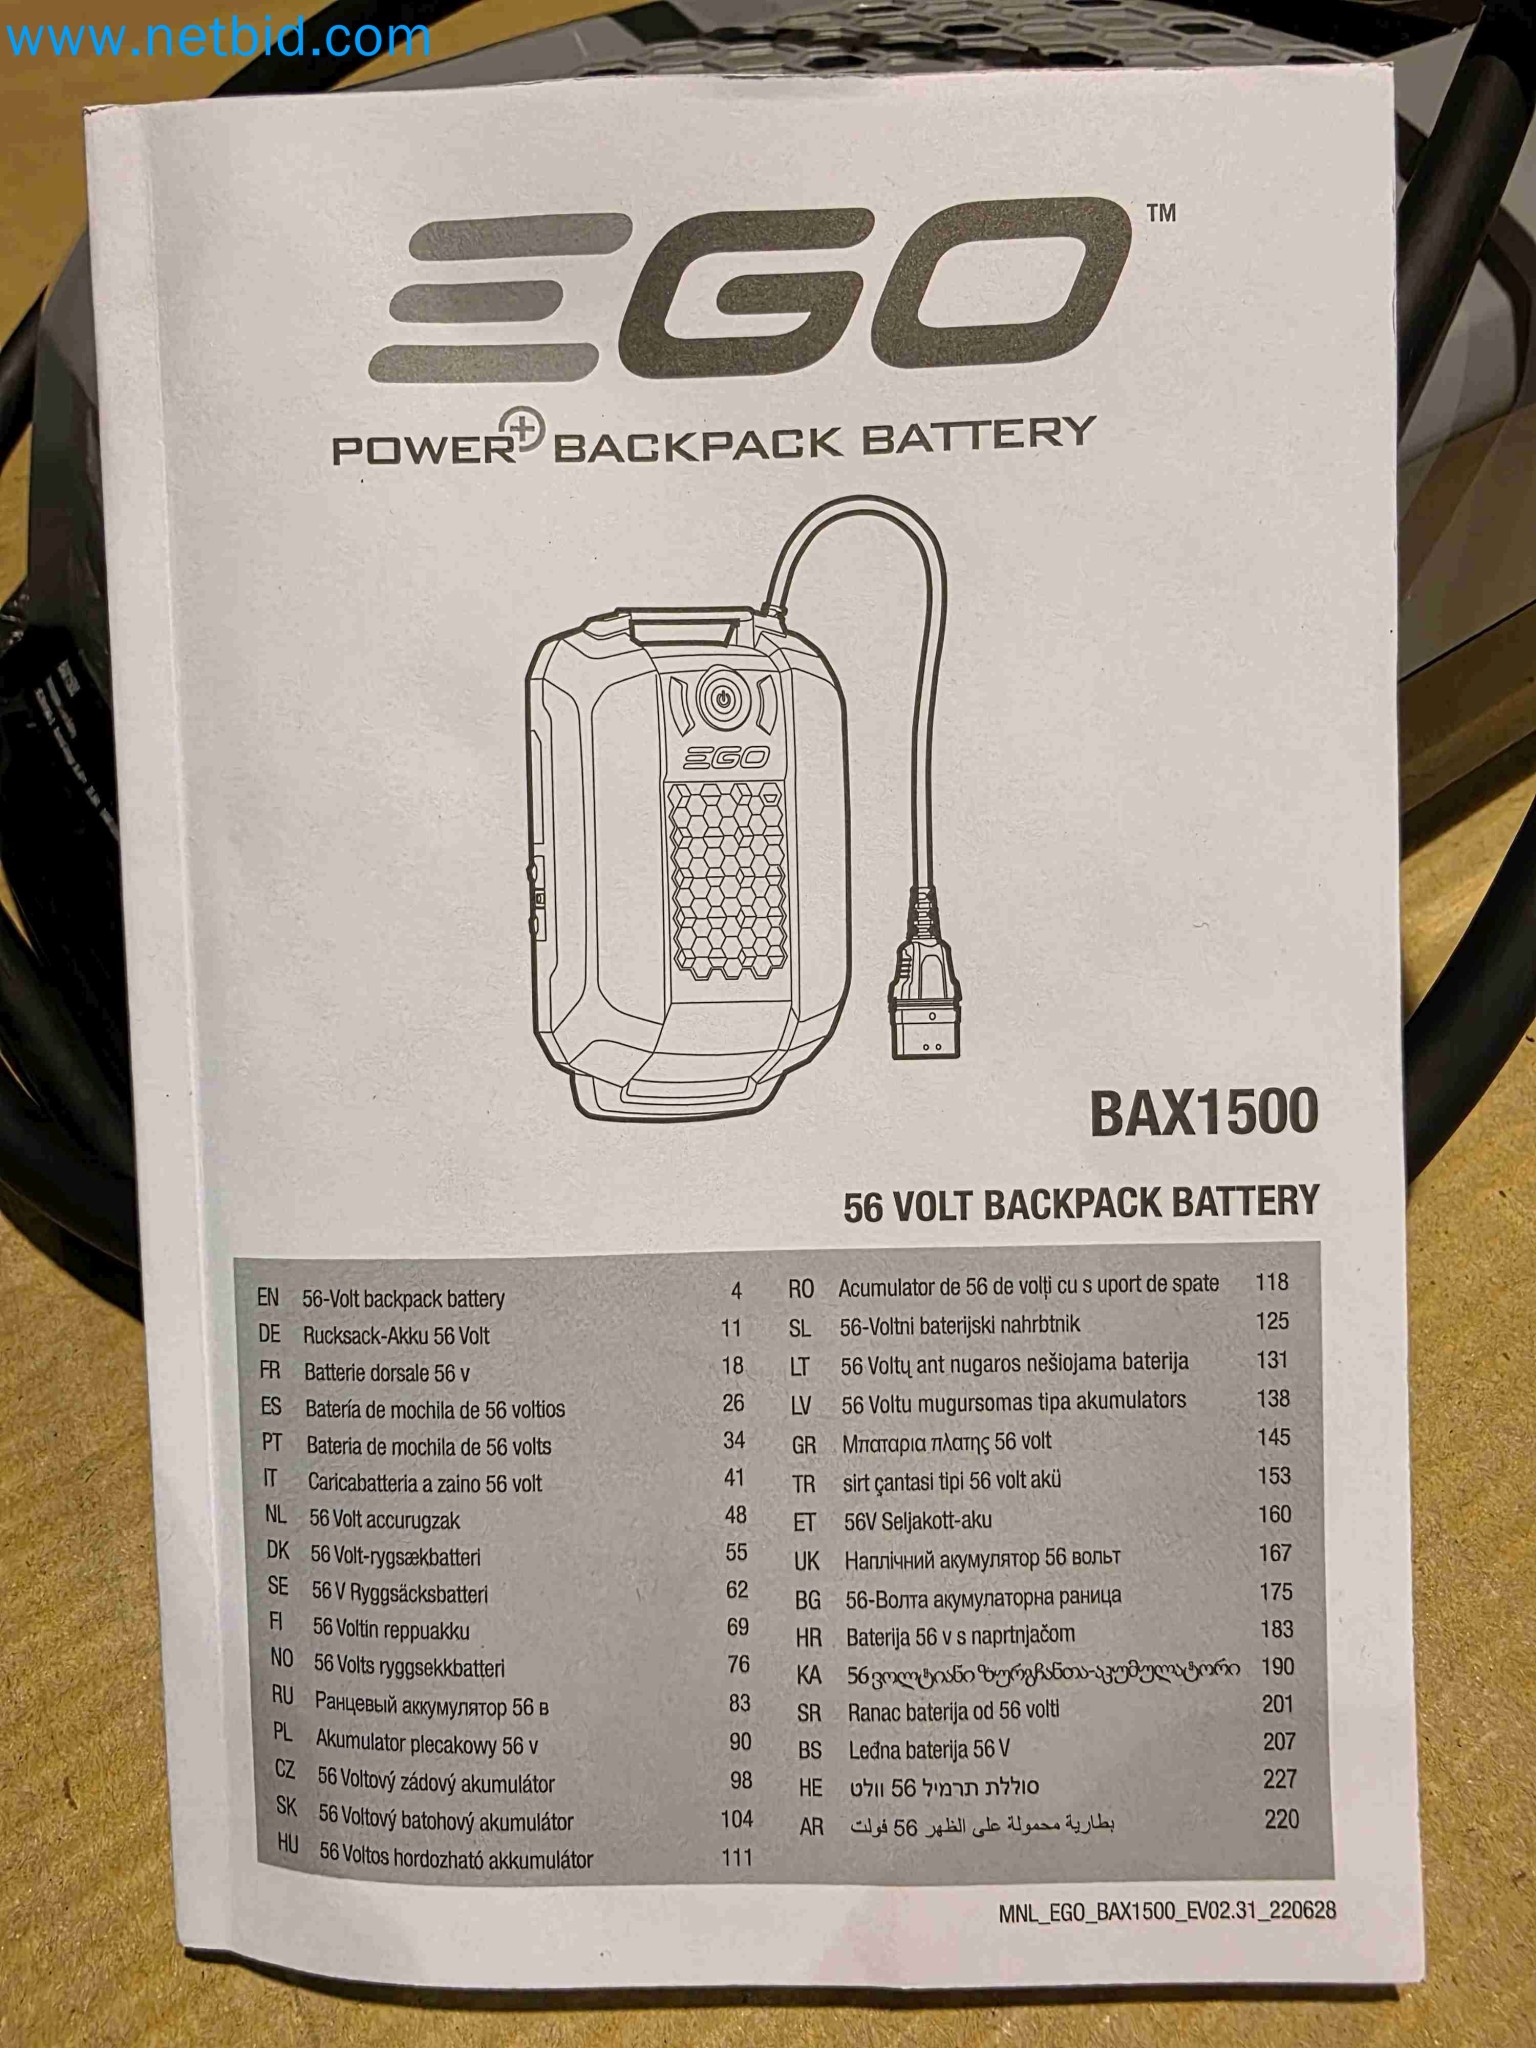 www.netbid.com
EGO™
POWER+ BACKPACK BATTERY
EGO
BAX1500
56 VOLT BACKPACK BATTERY
EN 56-Volt backpack battery 4
DE Rucksack-Akku 56 Volt 11
FR Batterie dorsale 56 v 18
ES Batería de mochila de 56 voltios 26
PT Bateria de mochila de 56 volts 34
IT Caricabatteria a zaino 56 volt 41
NL 56 Volt accurugzak 48
DK 56 Volt-rygsækbatteri 55
SE 56 V Ryggsäcksbatteri 62
FI 56 Voltin reppuakku 69
NO 56 Volts ryggsekkbatteri 76
RU Ранцевый аккумулятор 56 в 83
PL Akumulator plecakowy 56 v 90
CZ 56 Voltový zádový akumulátor 98
SK 56 Voltový batohový akumulátor 104
HU 56 Voltos hordozható akkumulátor 111
RO Acumulator de 56 de volți cu s uport de spate 118
SL 56-Voltni baterijski nahrbtnik 125
LT 56 Voltų ant nugaros nešiojama baterija 131
LV 56 Voltu mugursomas tipa akumulators 138
GR Μπαταρια πλατης 56 volt 145
TR sirt çantasi tipi 56 volt akü 153
ET 56V Seljakott-aku 160
UK Наплічний акумулятор 56 вольт 167
BG 56-Волта акумулаторна раница 175
HR Baterija 56 v s naprtnjačom 183
KA 56 ვოლტიანი ზურგჩანთა-აკუმულატორი 190
SR Ranac baterija od 56 volti 201
BS Leđna baterija 56 V 207
HE סוללת תרמיל 56 וולט 227
AR بطارية محمولة على الظهر 56 فولت 220
MNL_EGO_BAX1500_EV02.31_220628